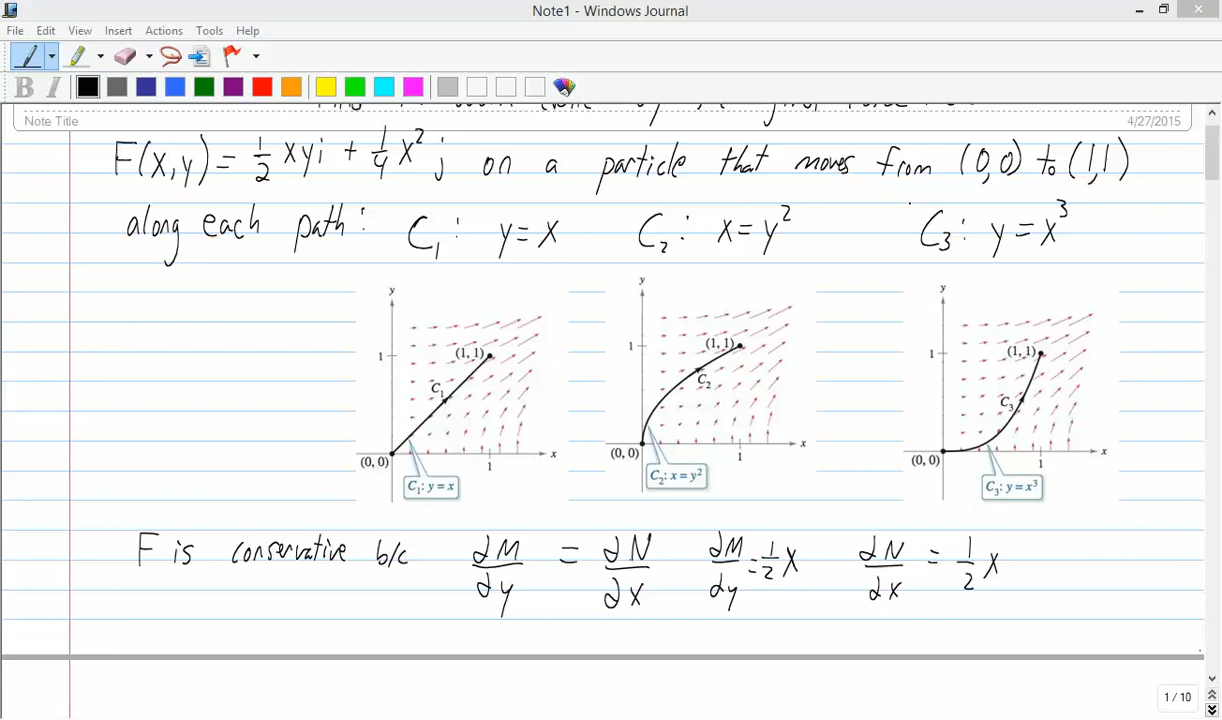 Note1 - Windows Journal
File Edit View Insert Actions Tools Help
B I
Note Title 4/27/2015
F(x,y) = 1/2 xyi + 1/4 x² j on a particle that moves from (0,0) to (1,1)
along each path: C₁: y = x C₂: x = y² C₃: y = x³
y y y
1 (1, 1) 1 (1, 1) 1 (1, 1)
C₁ C₂ C₃
(0, 0) 1 x (0, 0) 1 x (0, 0) 1 x
C₁: y = x C₂: x = y² C₃: y = x³
F is conservative b/c ∂M/∂y = ∂N/∂x ∂M/∂y = 1/2 x ∂N/∂x = 1/2 x
1 / 10